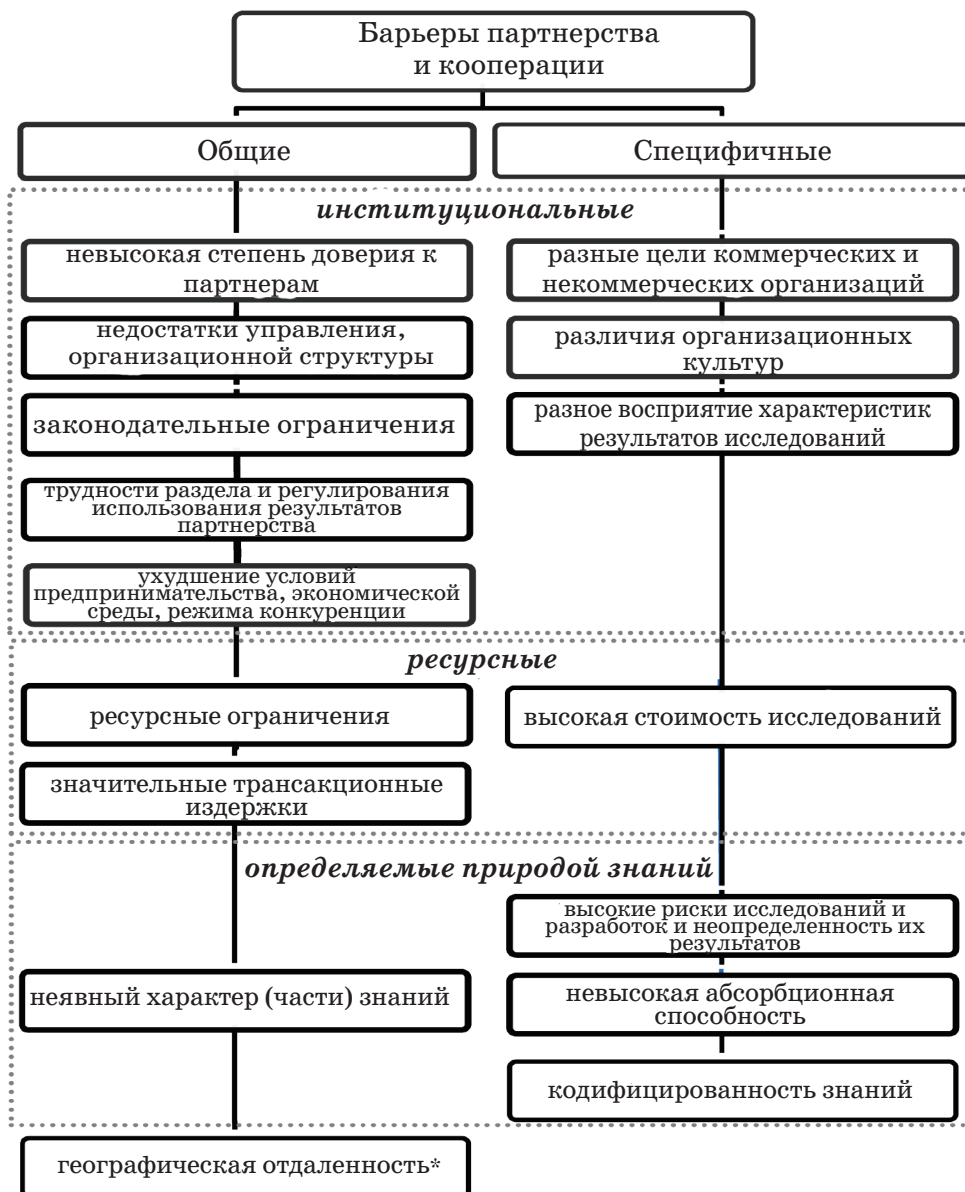 Барьеры партнерства
и кооперации
Общие
Специфичные
институциональные
невысокая степень доверия к
партнерам
недостатки управления,
организационной структуры
законодательные ограничения
трудности раздела и регулирования
использования результатов
партнерства
ухудшение условий
предпринимательства, экономической
среды, режима конкуренции
разные цели коммерческих и
некоммерческих организаций
различия организационных
культур
разное восприятие характеристик
результатов исследований
ресурсные
ресурсные ограничения
значительные трансакционные
издержки
высокая стоимость исследований
определяемые природой знаний
неявный характер (части) знаний
высокие риски исследований и
разработок и неопределенность их
результатов
невысокая абсорбционная
способность
кодифицированность знаний
географическая отдаленность*